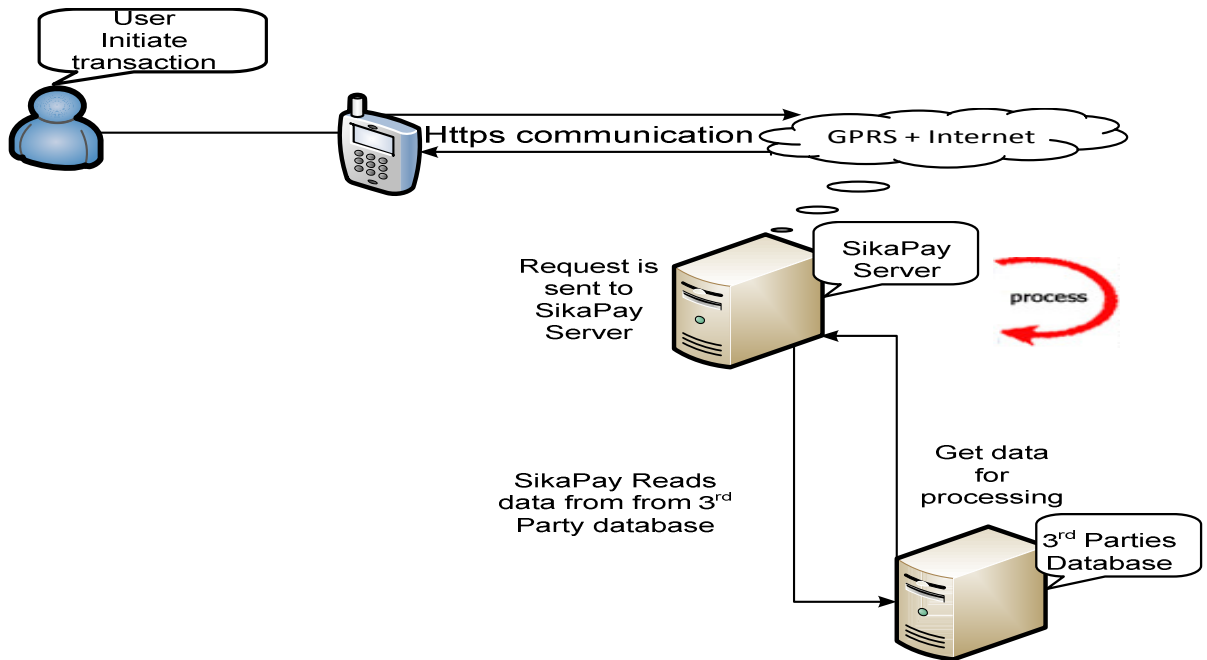 User
Initiate
transaction
Https communication
GPRS + Internet
Request is
sent to
SikaPay
Server
SikaPay
Server
process
SikaPay Reads
data from from 3rd
Party database
Get data
for
processing
3rd Parties
Database